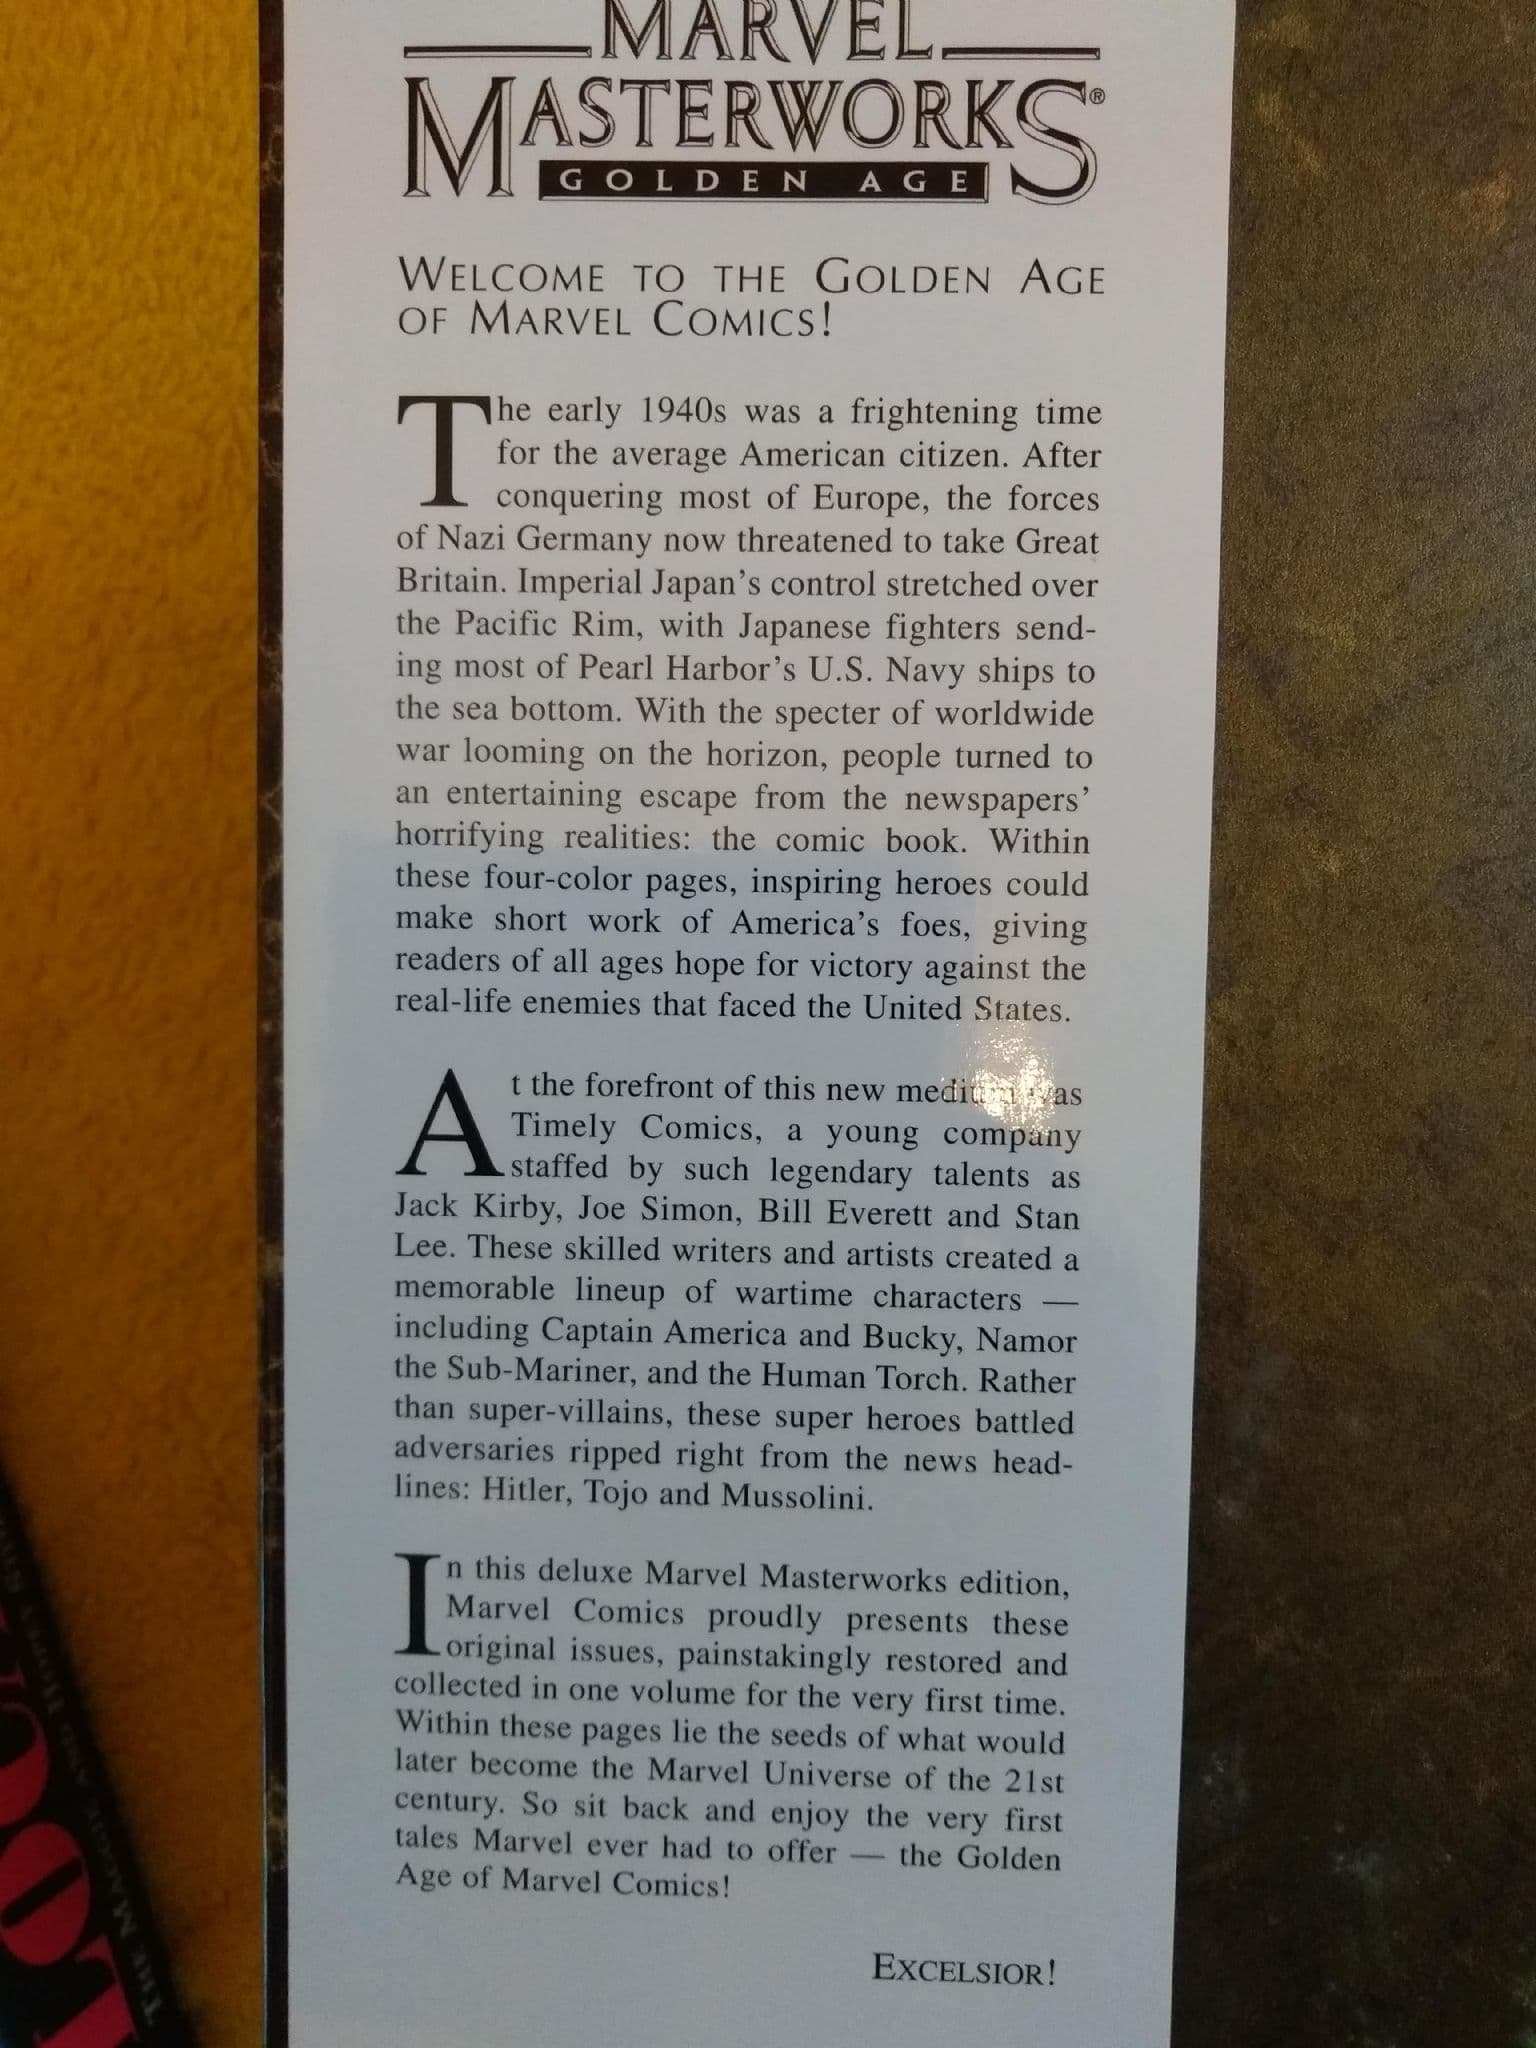 MARVEL
MASTERWORKS®
GOLDEN AGE
WELCOME TO THE GOLDEN AGE
OF MARVEL COMICS!
The early 1940s was a frightening time
for the average American citizen. After
conquering most of Europe, the forces
of Nazi Germany now threatened to take Great
Britain. Imperial Japan's control stretched over
the Pacific Rim, with Japanese fighters send-
ing most of Pearl Harbor's U.S. Navy ships to
the sea bottom. With the specter of worldwide
war looming on the horizon, people turned to
an entertaining escape from the newspapers'
horrifying realities: the comic book. Within
these four-color pages, inspiring heroes could
make short work of America's foes, giving
readers of all ages hope for victory against the
real-life enemies that faced the United States.
At the forefront of this new medium was
Timely Comics, a young company
staffed by such legendary talents as
Jack Kirby, Joe Simon, Bill Everett and Stan
Lee. These skilled writers and artists created a
memorable lineup of wartime characters —
including Captain America and Bucky, Namor
the Sub-Mariner, and the Human Torch. Rather
than super-villains, these super heroes battled
adversaries ripped right from the news head-
lines: Hitler, Tojo and Mussolini.
In this deluxe Marvel Masterworks edition,
Marvel Comics proudly presents these
original issues, painstakingly restored and
collected in one volume for the very first time.
Within these pages lie the seeds of what would
later become the Marvel Universe of the 21st
century. So sit back and enjoy the very first
tales Marvel ever had to offer — the Golden
Age of Marvel Comics!
EXCELSIOR!
THE MAGGIE AND HOPEY